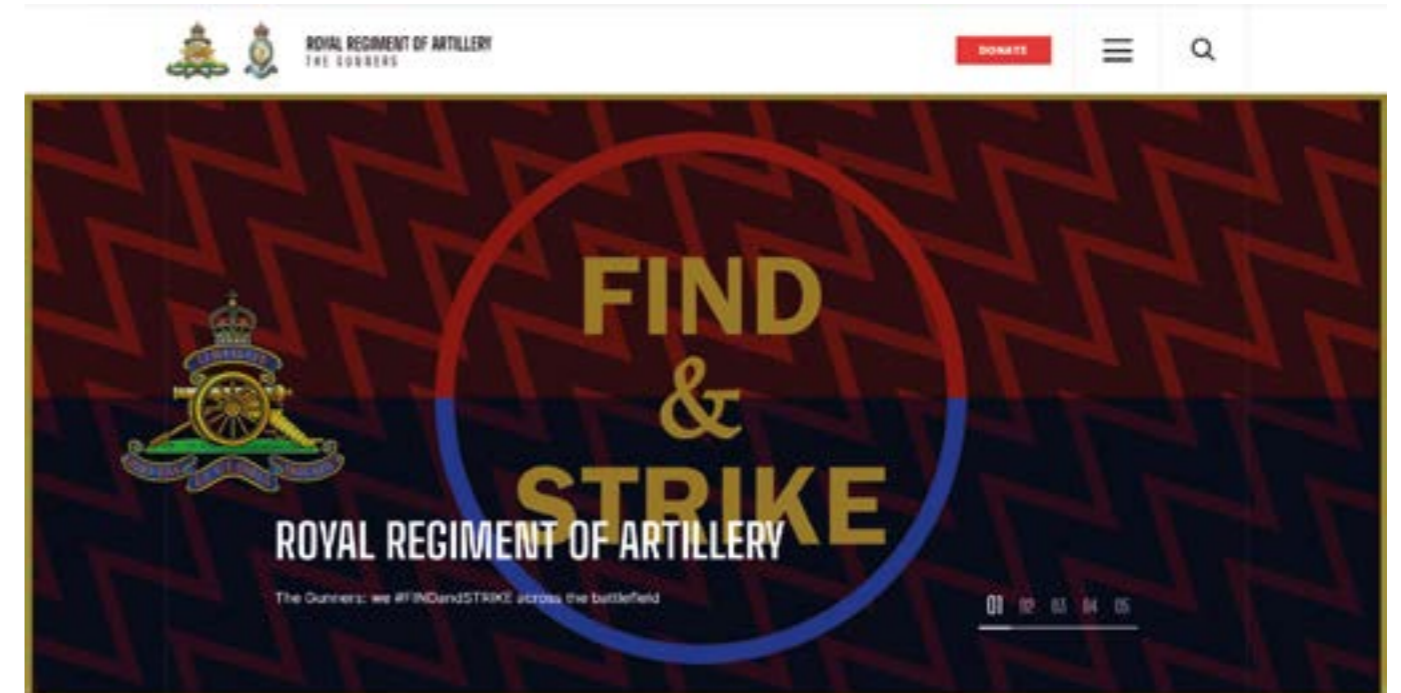 ROYAL REGIMENT OF ARTILLERY
THE GUNNERS
DONATE
FIND
&
STRIKE
ROYAL REGIMENT OF ARTILLERY
The Gunners: we #FINDandSTRIKE across the battlefield
01 02 03 04 05